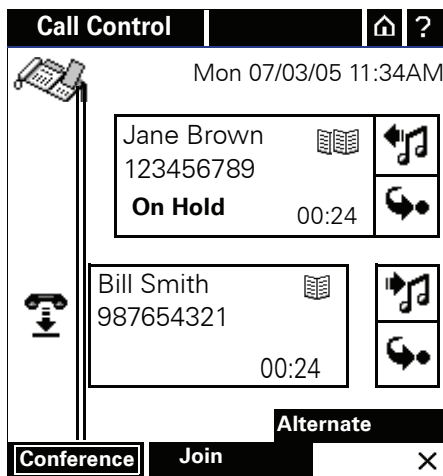 Call Control ?
Mon 07/03/05 11:34AM
Jane Brown
123456789
On Hold 00:24
Bill Smith
987654321
00:24
Alternate
Conference Join